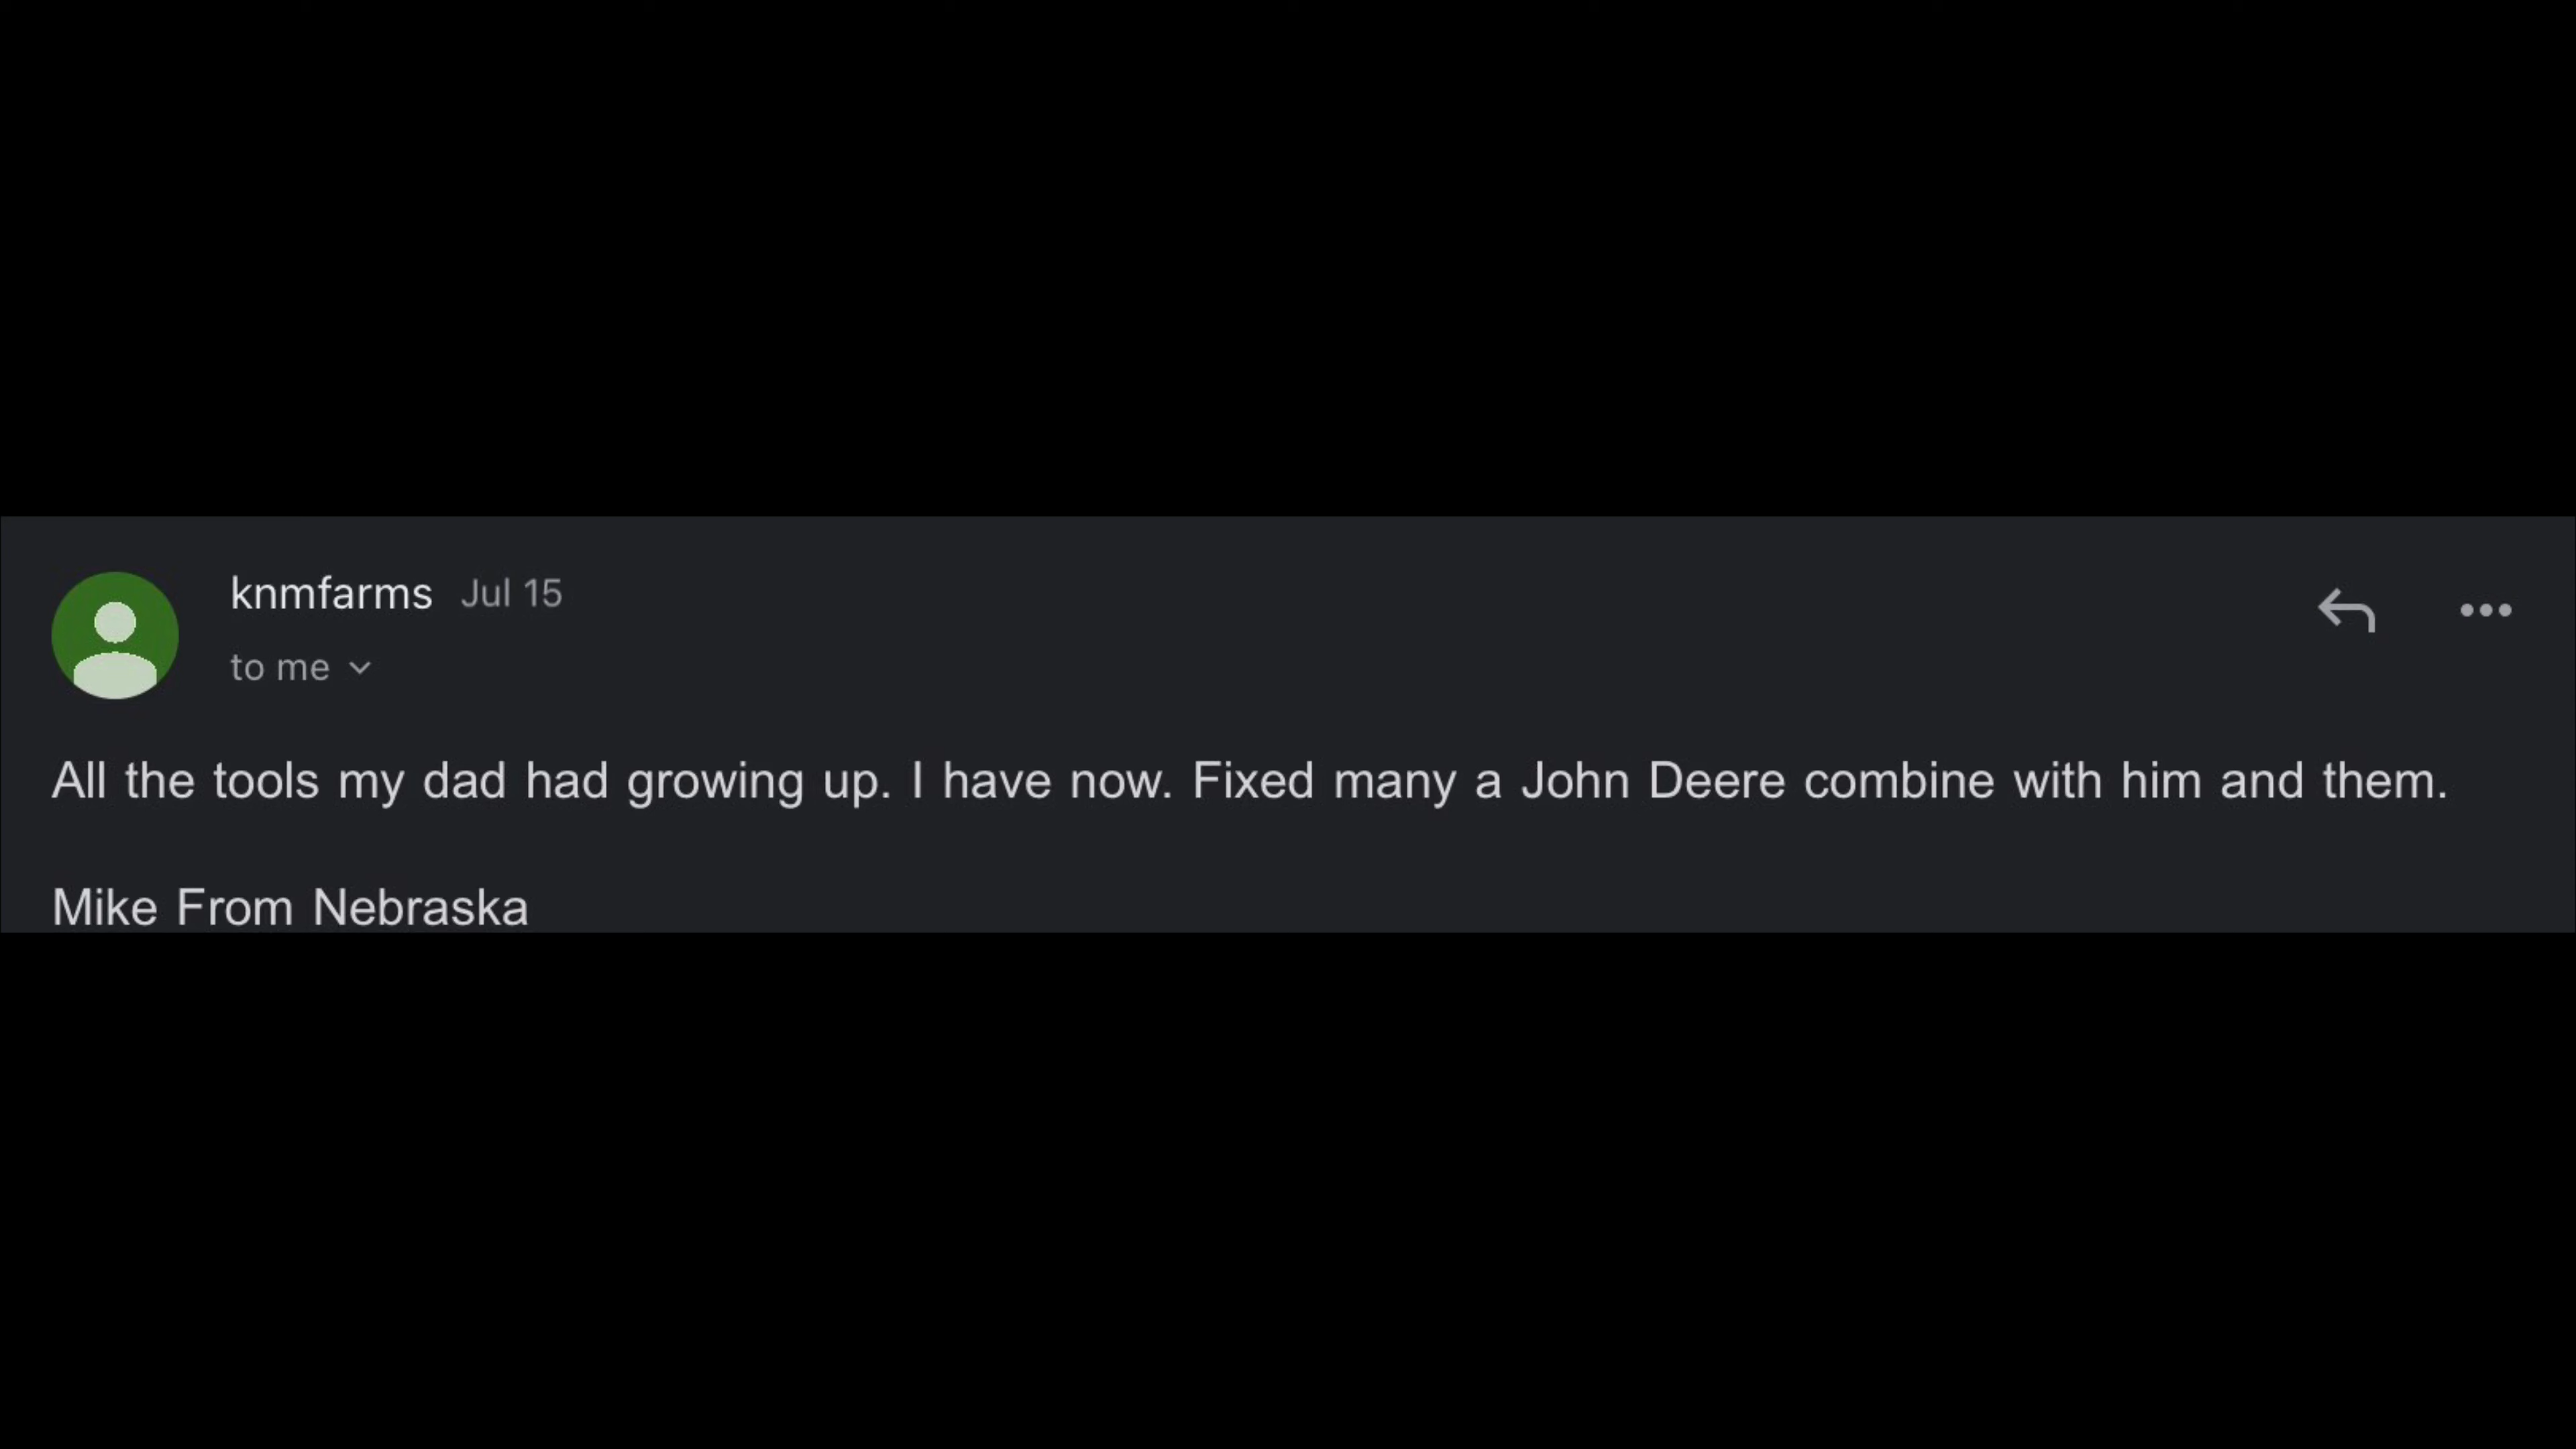 knmfarms Jul 15
to me
All the tools my dad had growing up. I have now. Fixed many a John Deere combine with him and them.
Mike From Nebraska